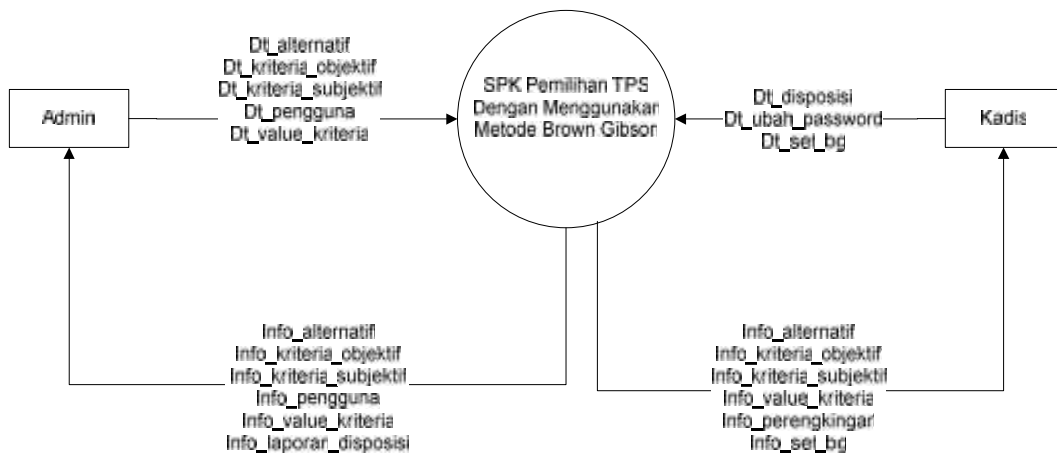 Dt_alternatif
Dt_kriteria_objektif
Dt_kriteria_subjektif
Dt_pengguna
Dt_value_kriteria
Admin
SPK Pemilihan TPS
Dengan Menggunakan
Metode Brown Gibson
Dt_disposisi
Dt_ubah_password
Dt_set_bg
Kadis
Info_alternatif
Info_kriteria_objektif
Info_kriteria_subjektif
Info_pengguna
Info_value_kriteria
Info_laporan_disposisi
Info_alternatif
Info_kriteria_objektif
Info_kriteria_subjektif
Info_value_kriteria
Info_perengkingan
Info_set_bg